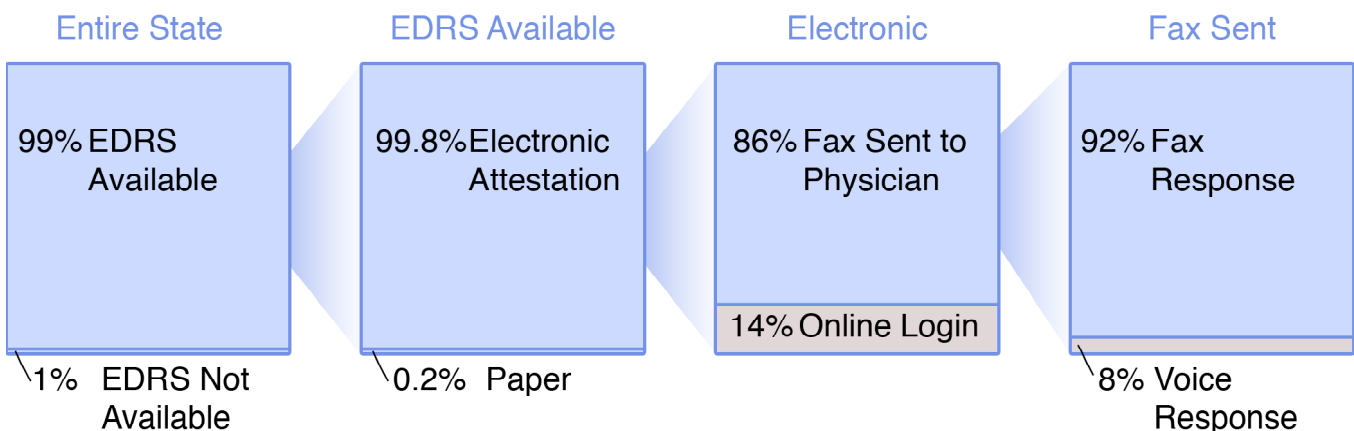 Entire State
99% EDRS
Available
1% EDRS Not
Available
EDRS Available
99.8% Electronic
Attestation
0.2% Paper
Electronic
86% Fax Sent to
Physician
14% Online Login
Fax Sent
92% Fax
Response
8% Voice
Response